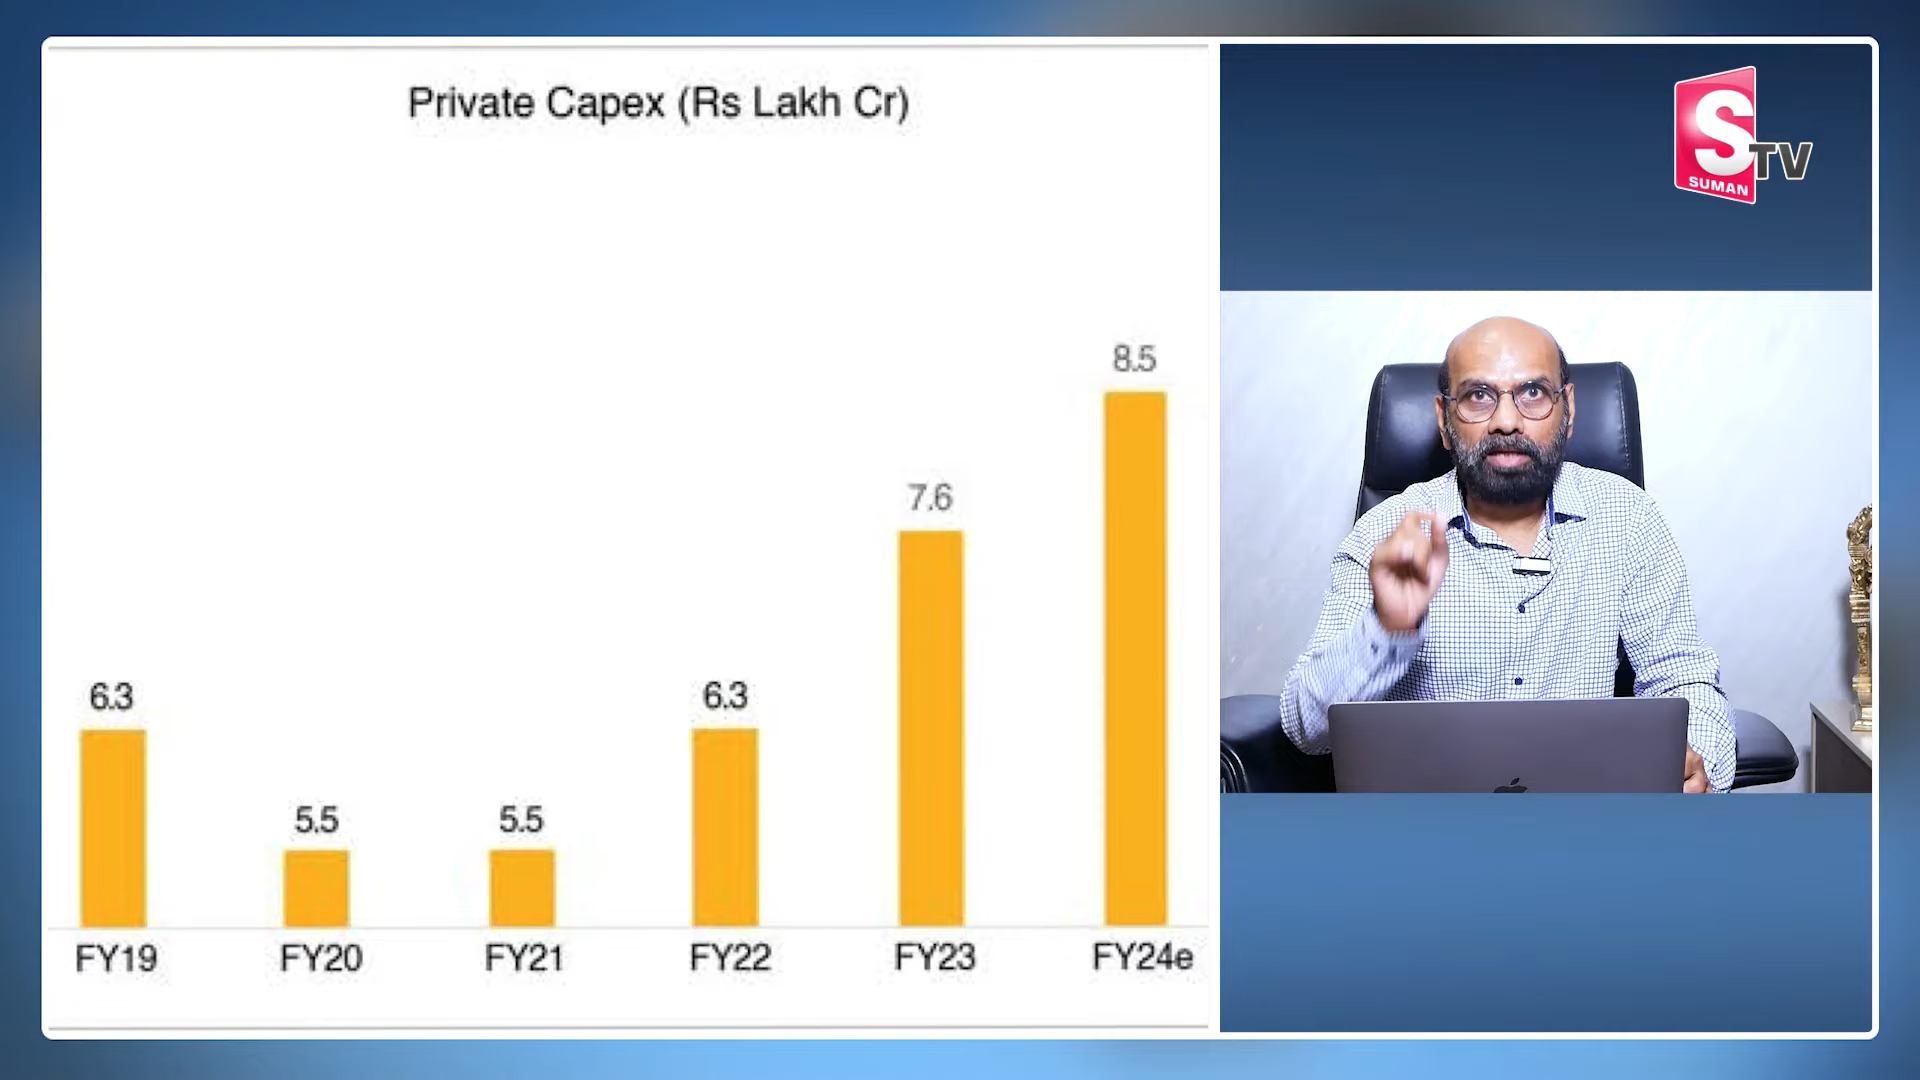 Private Capex (Rs Lakh Cr)
6.3
5.5
5.5
6.3
7.6
8.5
FY19
FY20
FY21
FY22
FY23
FY24e
S
TV
SUMAN